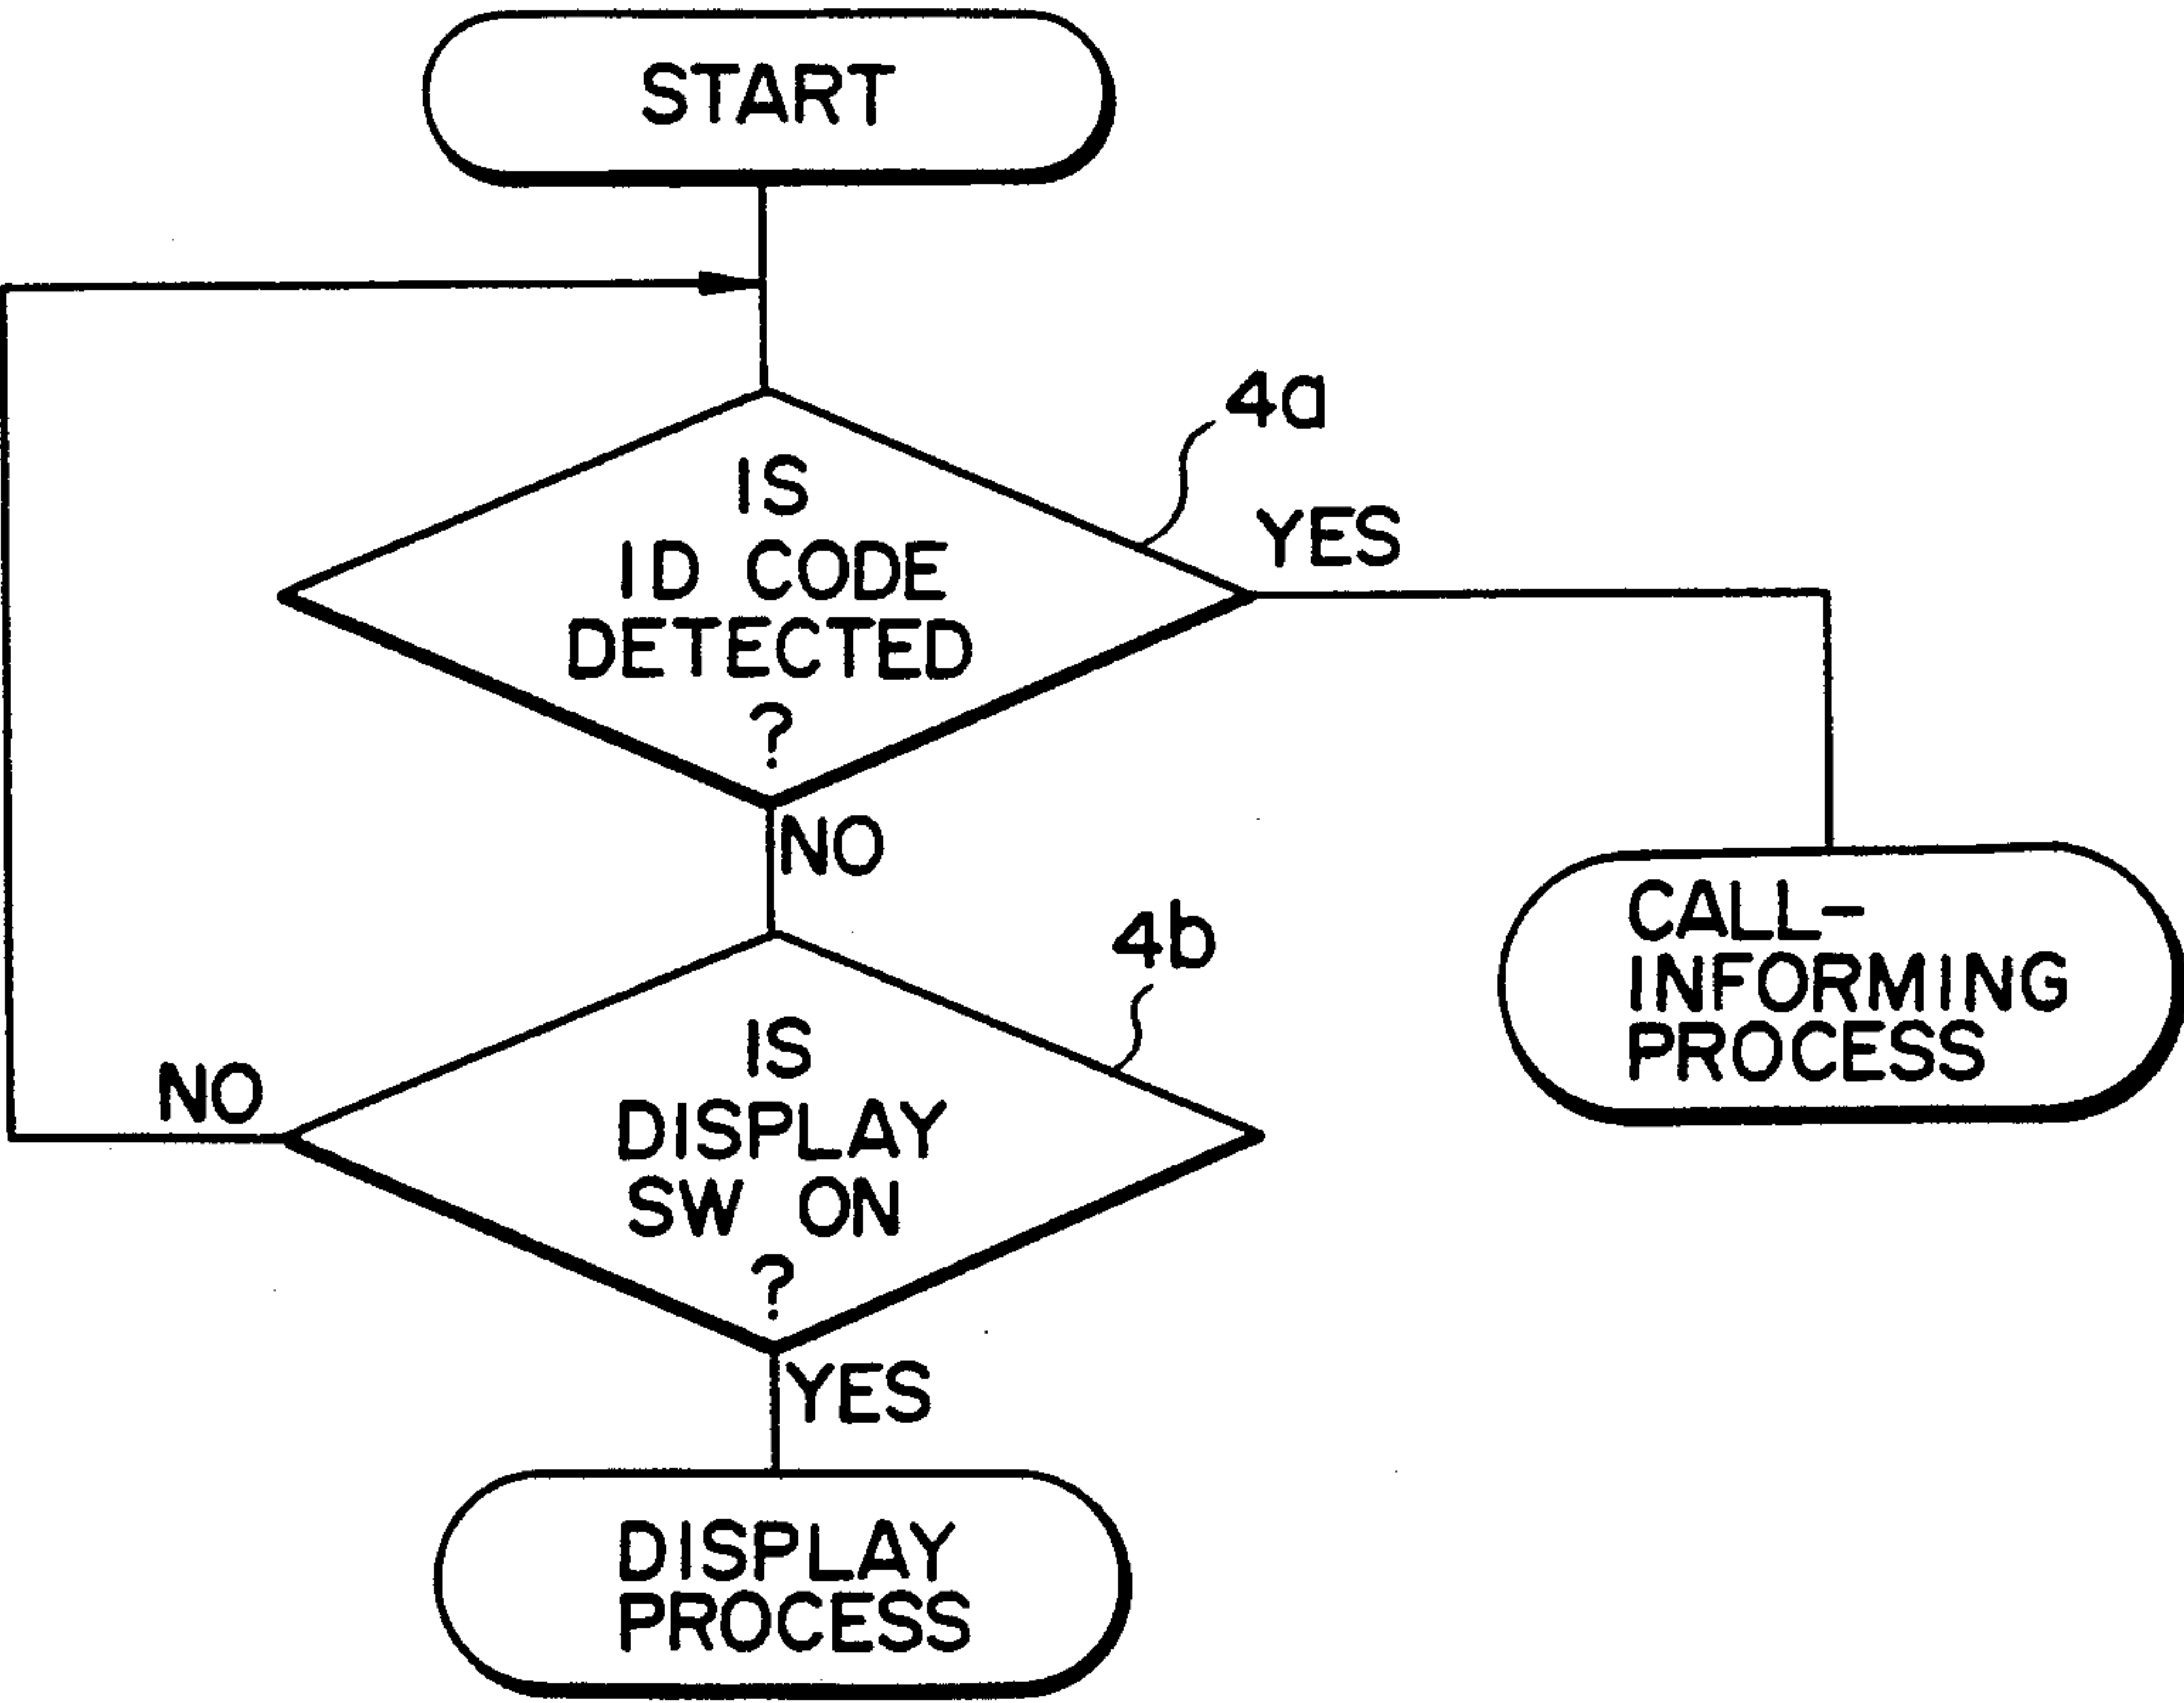 START
4a
IS
ID CODE
DETECTED
?
YES
NO
4b
IS
DISPLAY
SW ON
?
NO
YES
CALL-
INFORMING
PROCESS
DISPLAY
PROCESS